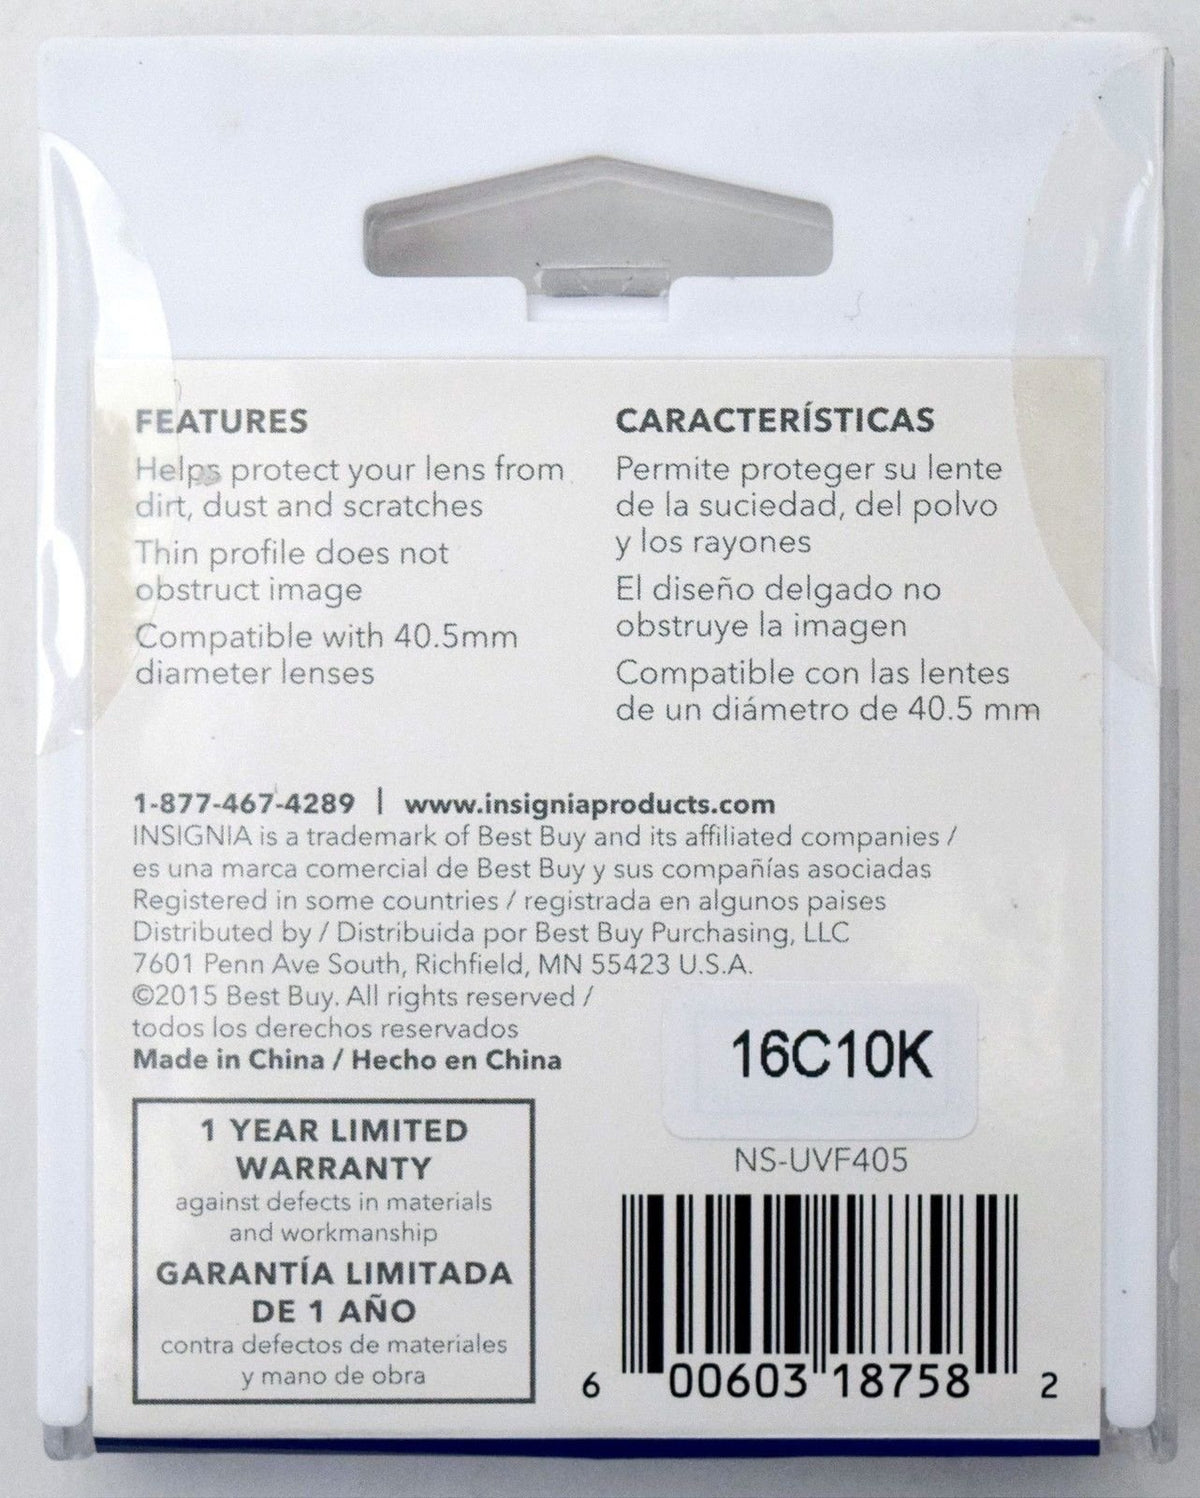 FEATURES
Helps protect your lens from
dirt, dust and scratches
Thin profile does not
obstruct image
Compatible with 40.5mm
diameter lenses
CARACTERÍSTICAS
Permite proteger su lente
de la suciedad, del polvo
y los rayones
El diseño delgado no
obstruye la imagen
Compatible con las lentes
de un diámetro de 40.5 mm
1-877-467-4289 | www.insigniaproducts.com
INSIGNIA is a trademark of Best Buy and its affiliated companies /
es una marca comercial de Best Buy y sus compañías asociadas
Registered in some countries / registrada en algunos paises
Distributed by / Distribuida por Best Buy Purchasing, LLC
7601 Penn Ave South, Richfield, MN 55423 U.S.A.
©2015 Best Buy. All rights reserved /
todos los derechos reservados
Made in China / Hecho en China
1 YEAR LIMITED
WARRANTY
against defects in materials
and workmanship
GARANTÍA LIMITADA
DE 1 AÑO
contra defectos de materiales
y mano de obra
16C10K
NS-UVF405
6 00603 18758 2